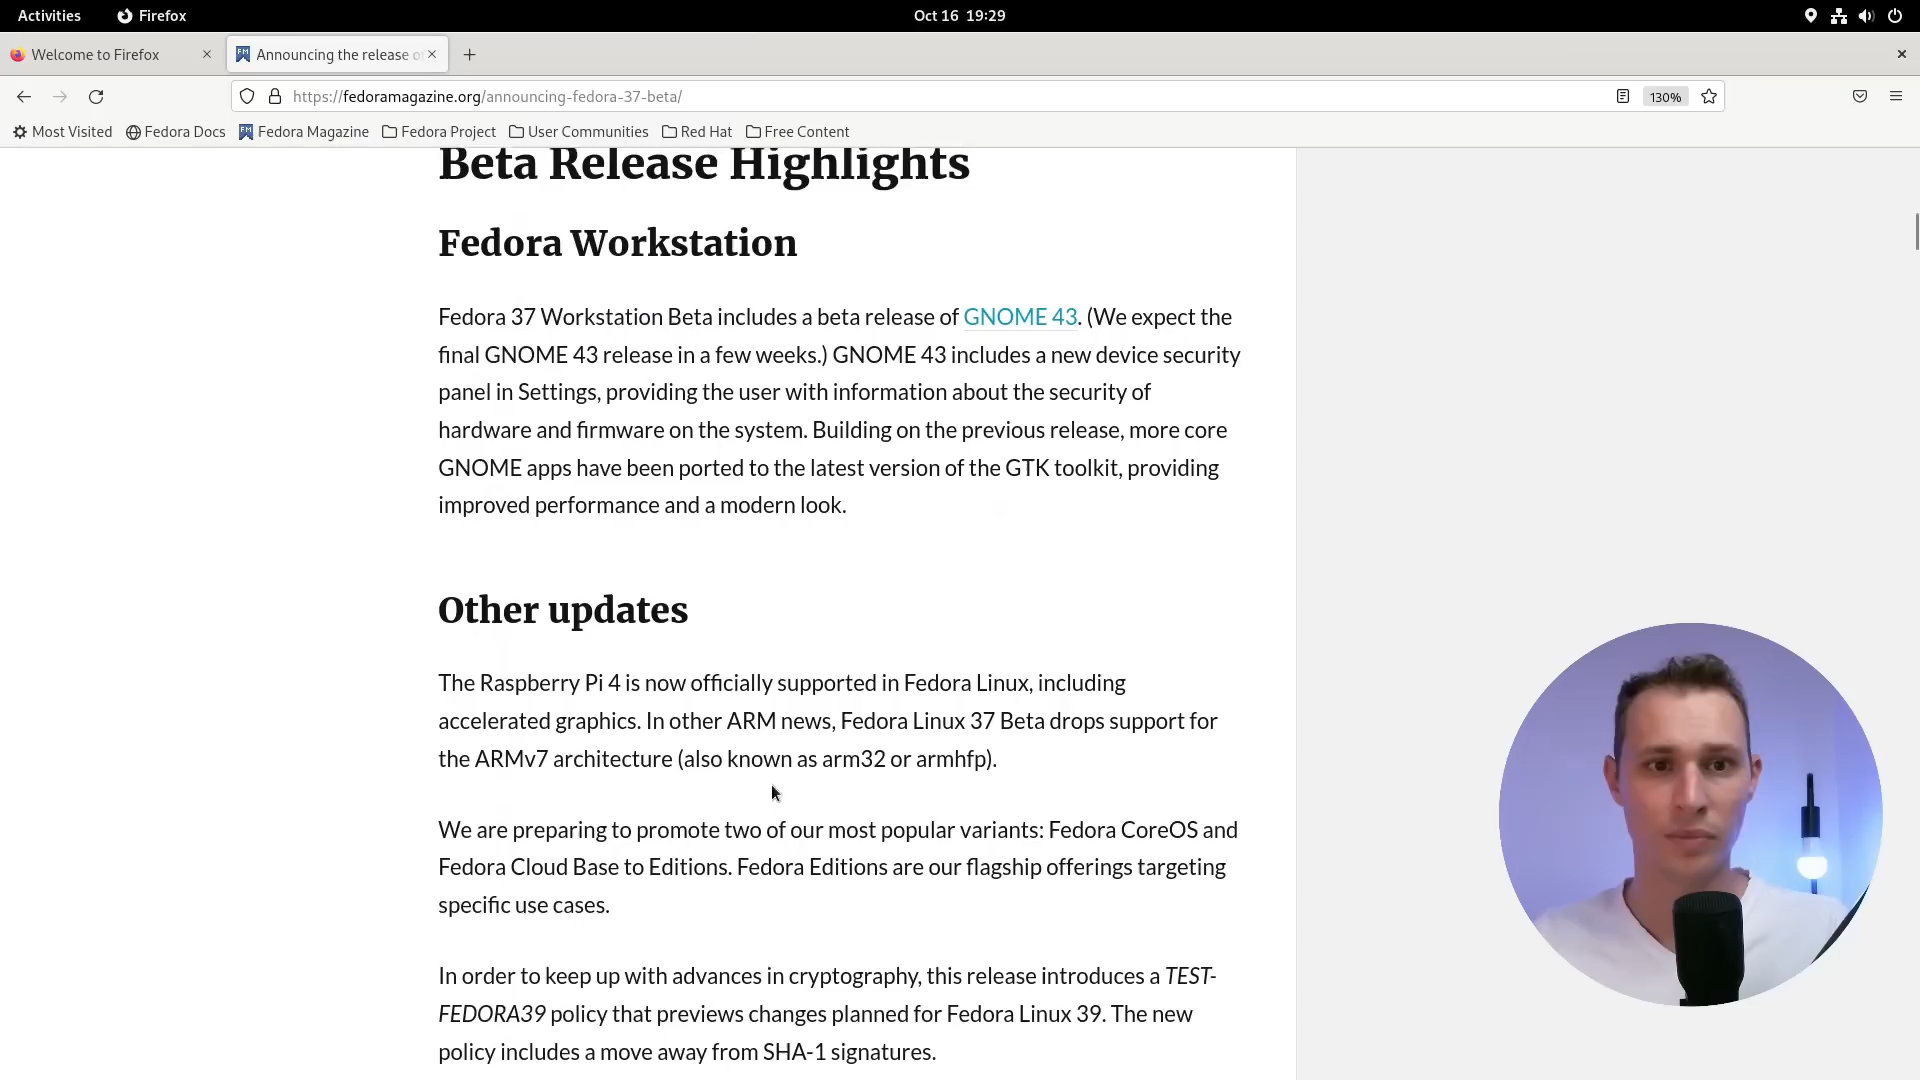 Activities Firefox Oct 16 19:29
Welcome to Firefox Announcing the release o
https://fedoramagazine.org/announcing-fedora-37-beta/ 130%
Most Visited Fedora Docs FM Fedora Magazine Fedora Project User Communities Red Hat Free Content
Beta Release Highlights
Fedora Workstation
Fedora 37 Workstation Beta includes a beta release of GNOME 43. (We expect the
final GNOME 43 release in a few weeks.) GNOME 43 includes a new device security
panel in Settings, providing the user with information about the security of
hardware and firmware on the system. Building on the previous release, more core
GNOME apps have been ported to the latest version of the GTK toolkit, providing
improved performance and a modern look.
Other updates
The Raspberry Pi 4 is now officially supported in Fedora Linux, including
accelerated graphics. In other ARM news, Fedora Linux 37 Beta drops support for
the ARMv7 architecture (also known as arm32 or armhfp).
We are preparing to promote two of our most popular variants: Fedora CoreOS and
Fedora Cloud Base to Editions. Fedora Editions are our flagship offerings targeting
specific use cases.
In order to keep up with advances in cryptography, this release introduces a TEST-
FEDORA39 policy that previews changes planned for Fedora Linux 39. The new
policy includes a move away from SHA-1 signatures.